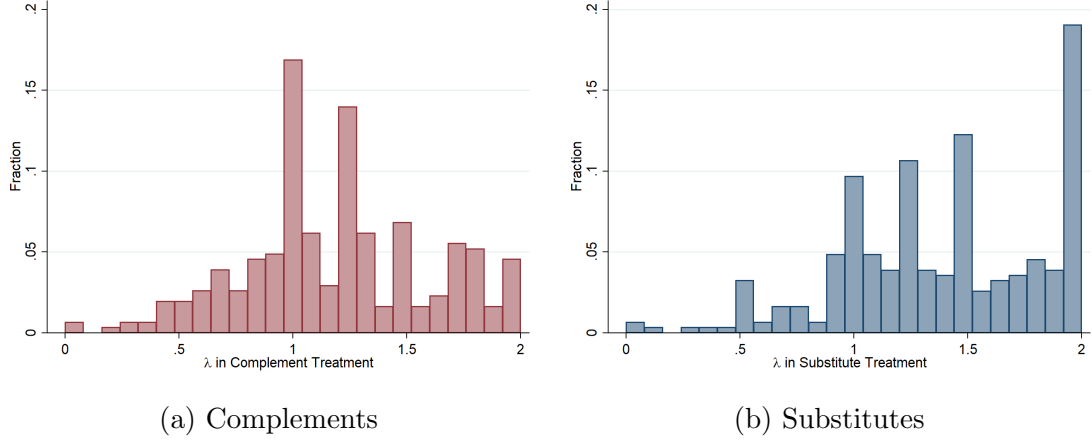 .2
.15
.1
.05
0
Fraction
0 .5 1 1.5 2
λ in Complement Treatment
(a) Complements
.2
.15
.1
.05
0
Fraction
0 .5 1 1.5 2
λ in Substitute Treatment
(b) Substitutes